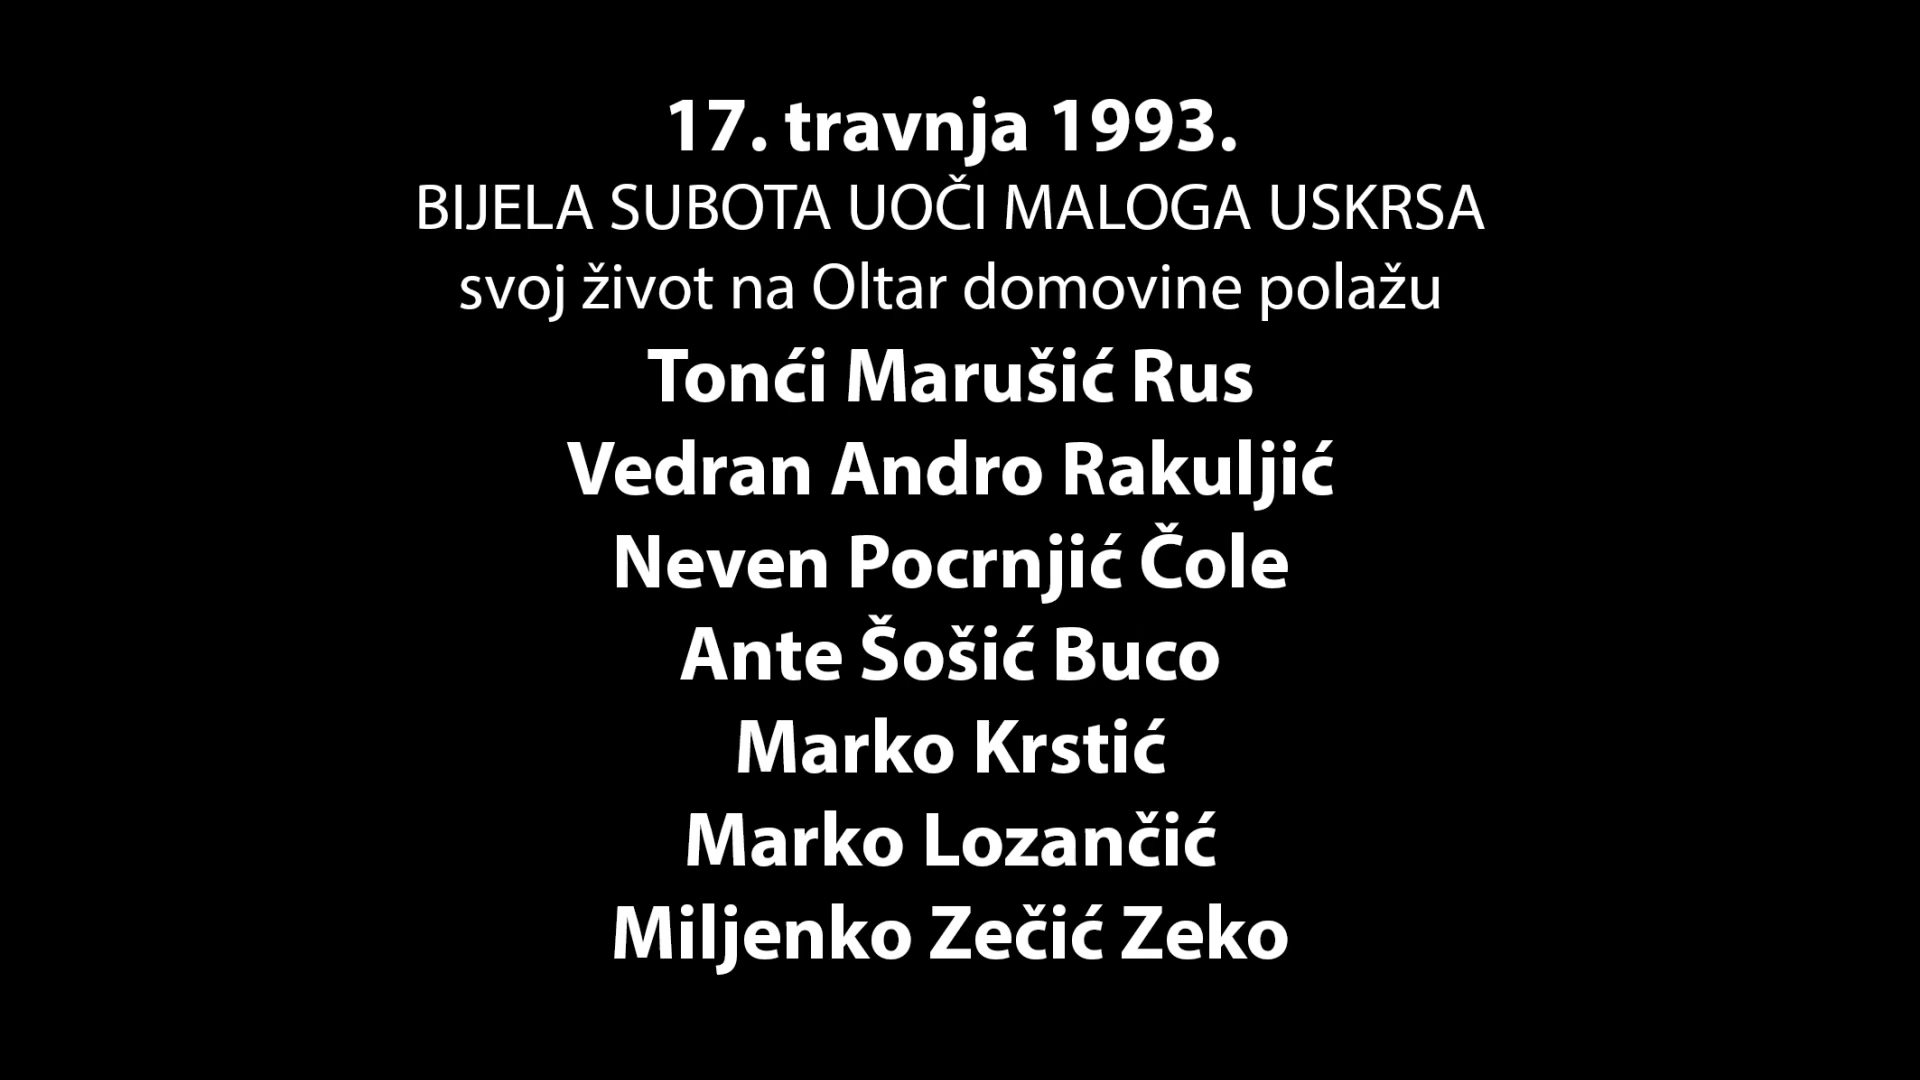 17. travnja 1993.
BIJELA SUBOTA UOČI MALOGA USKRSA
svoj život na Oltar domovine polažu
Tonći Marušić Rus
Vedran Andro Rakuljić
Neven Pocrnjić Čole
Ante Šošić Buco
Marko Krstić
Marko Lozančić
Miljenko Zečić Zeko